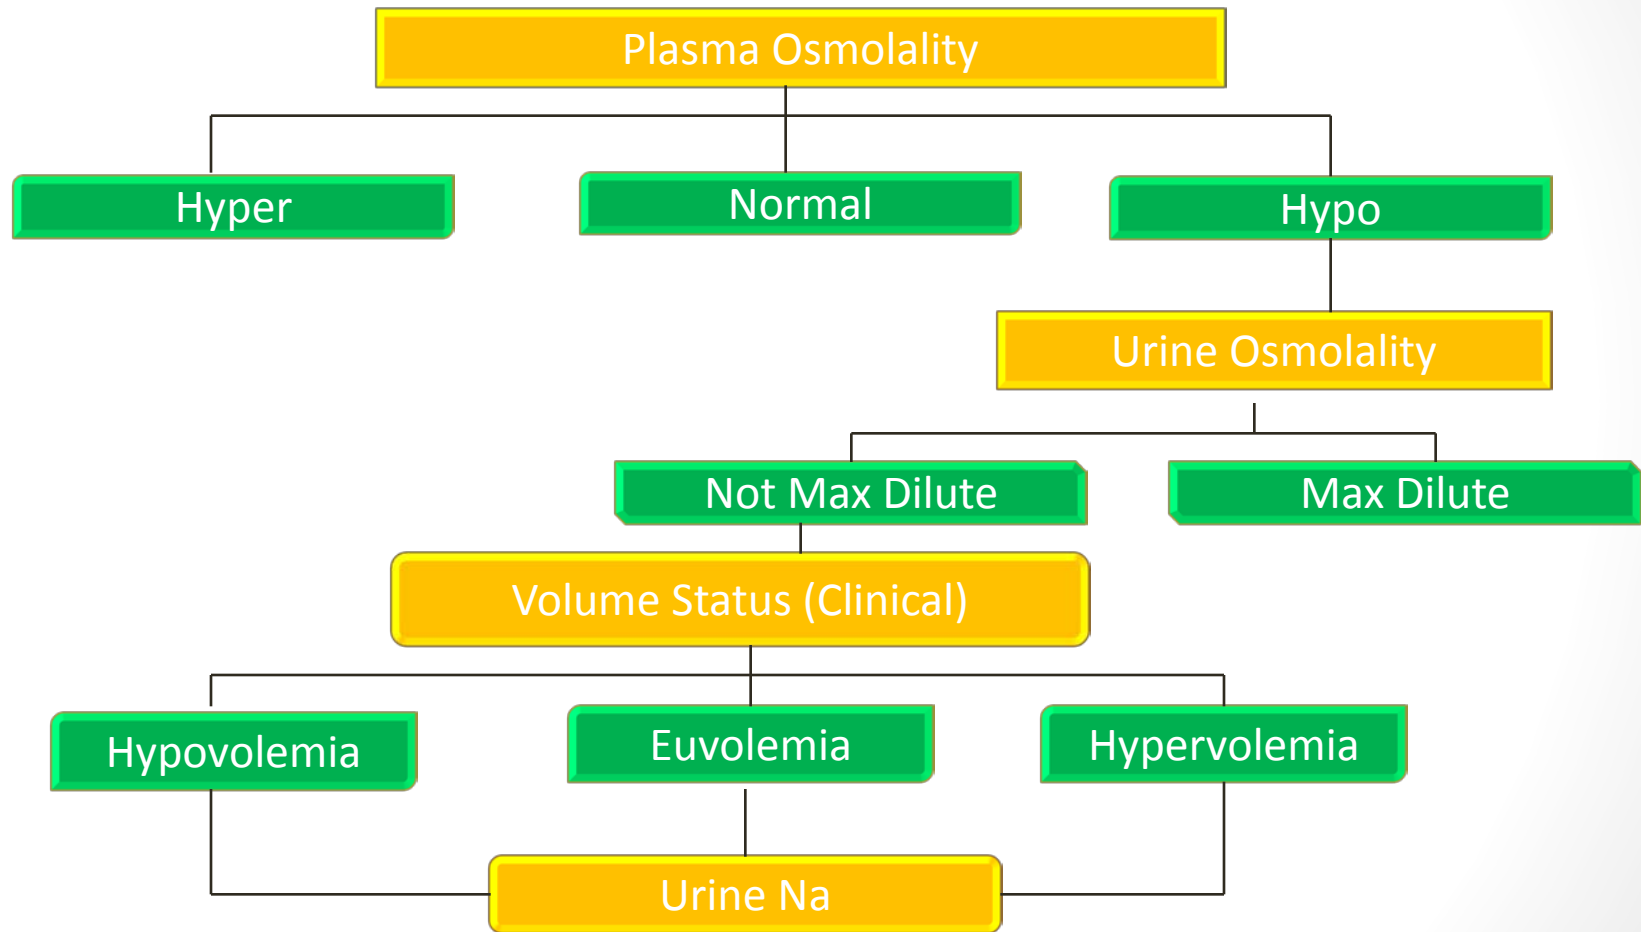 Plasma Osmolality
Hyper
Normal
Hypo
Urine Osmolality
Not Max Dilute
Max Dilute
Volume Status (Clinical)
Hypovolemia
Euvolemia
Hypervolemia
Urine Na